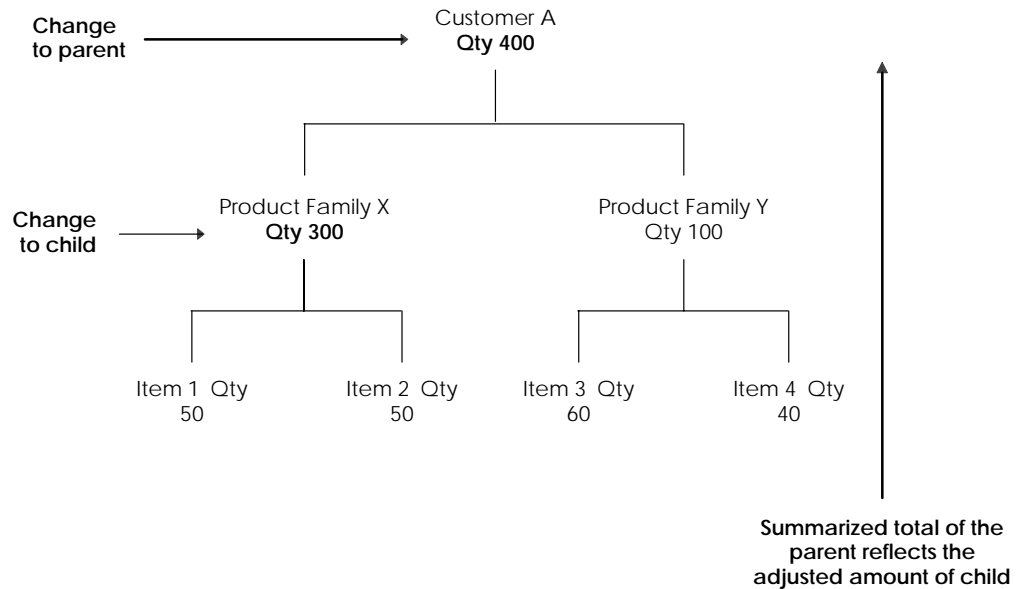 Change
to parent
Customer A
Qty 400
Change
to child
Product Family X
Qty 300
Product Family Y
Qty 100
Item 1 Qty
50
Item 2 Qty
50
Item 3 Qty
60
Item 4 Qty
40
Summarized total of the
parent reflects the
adjusted amount of child